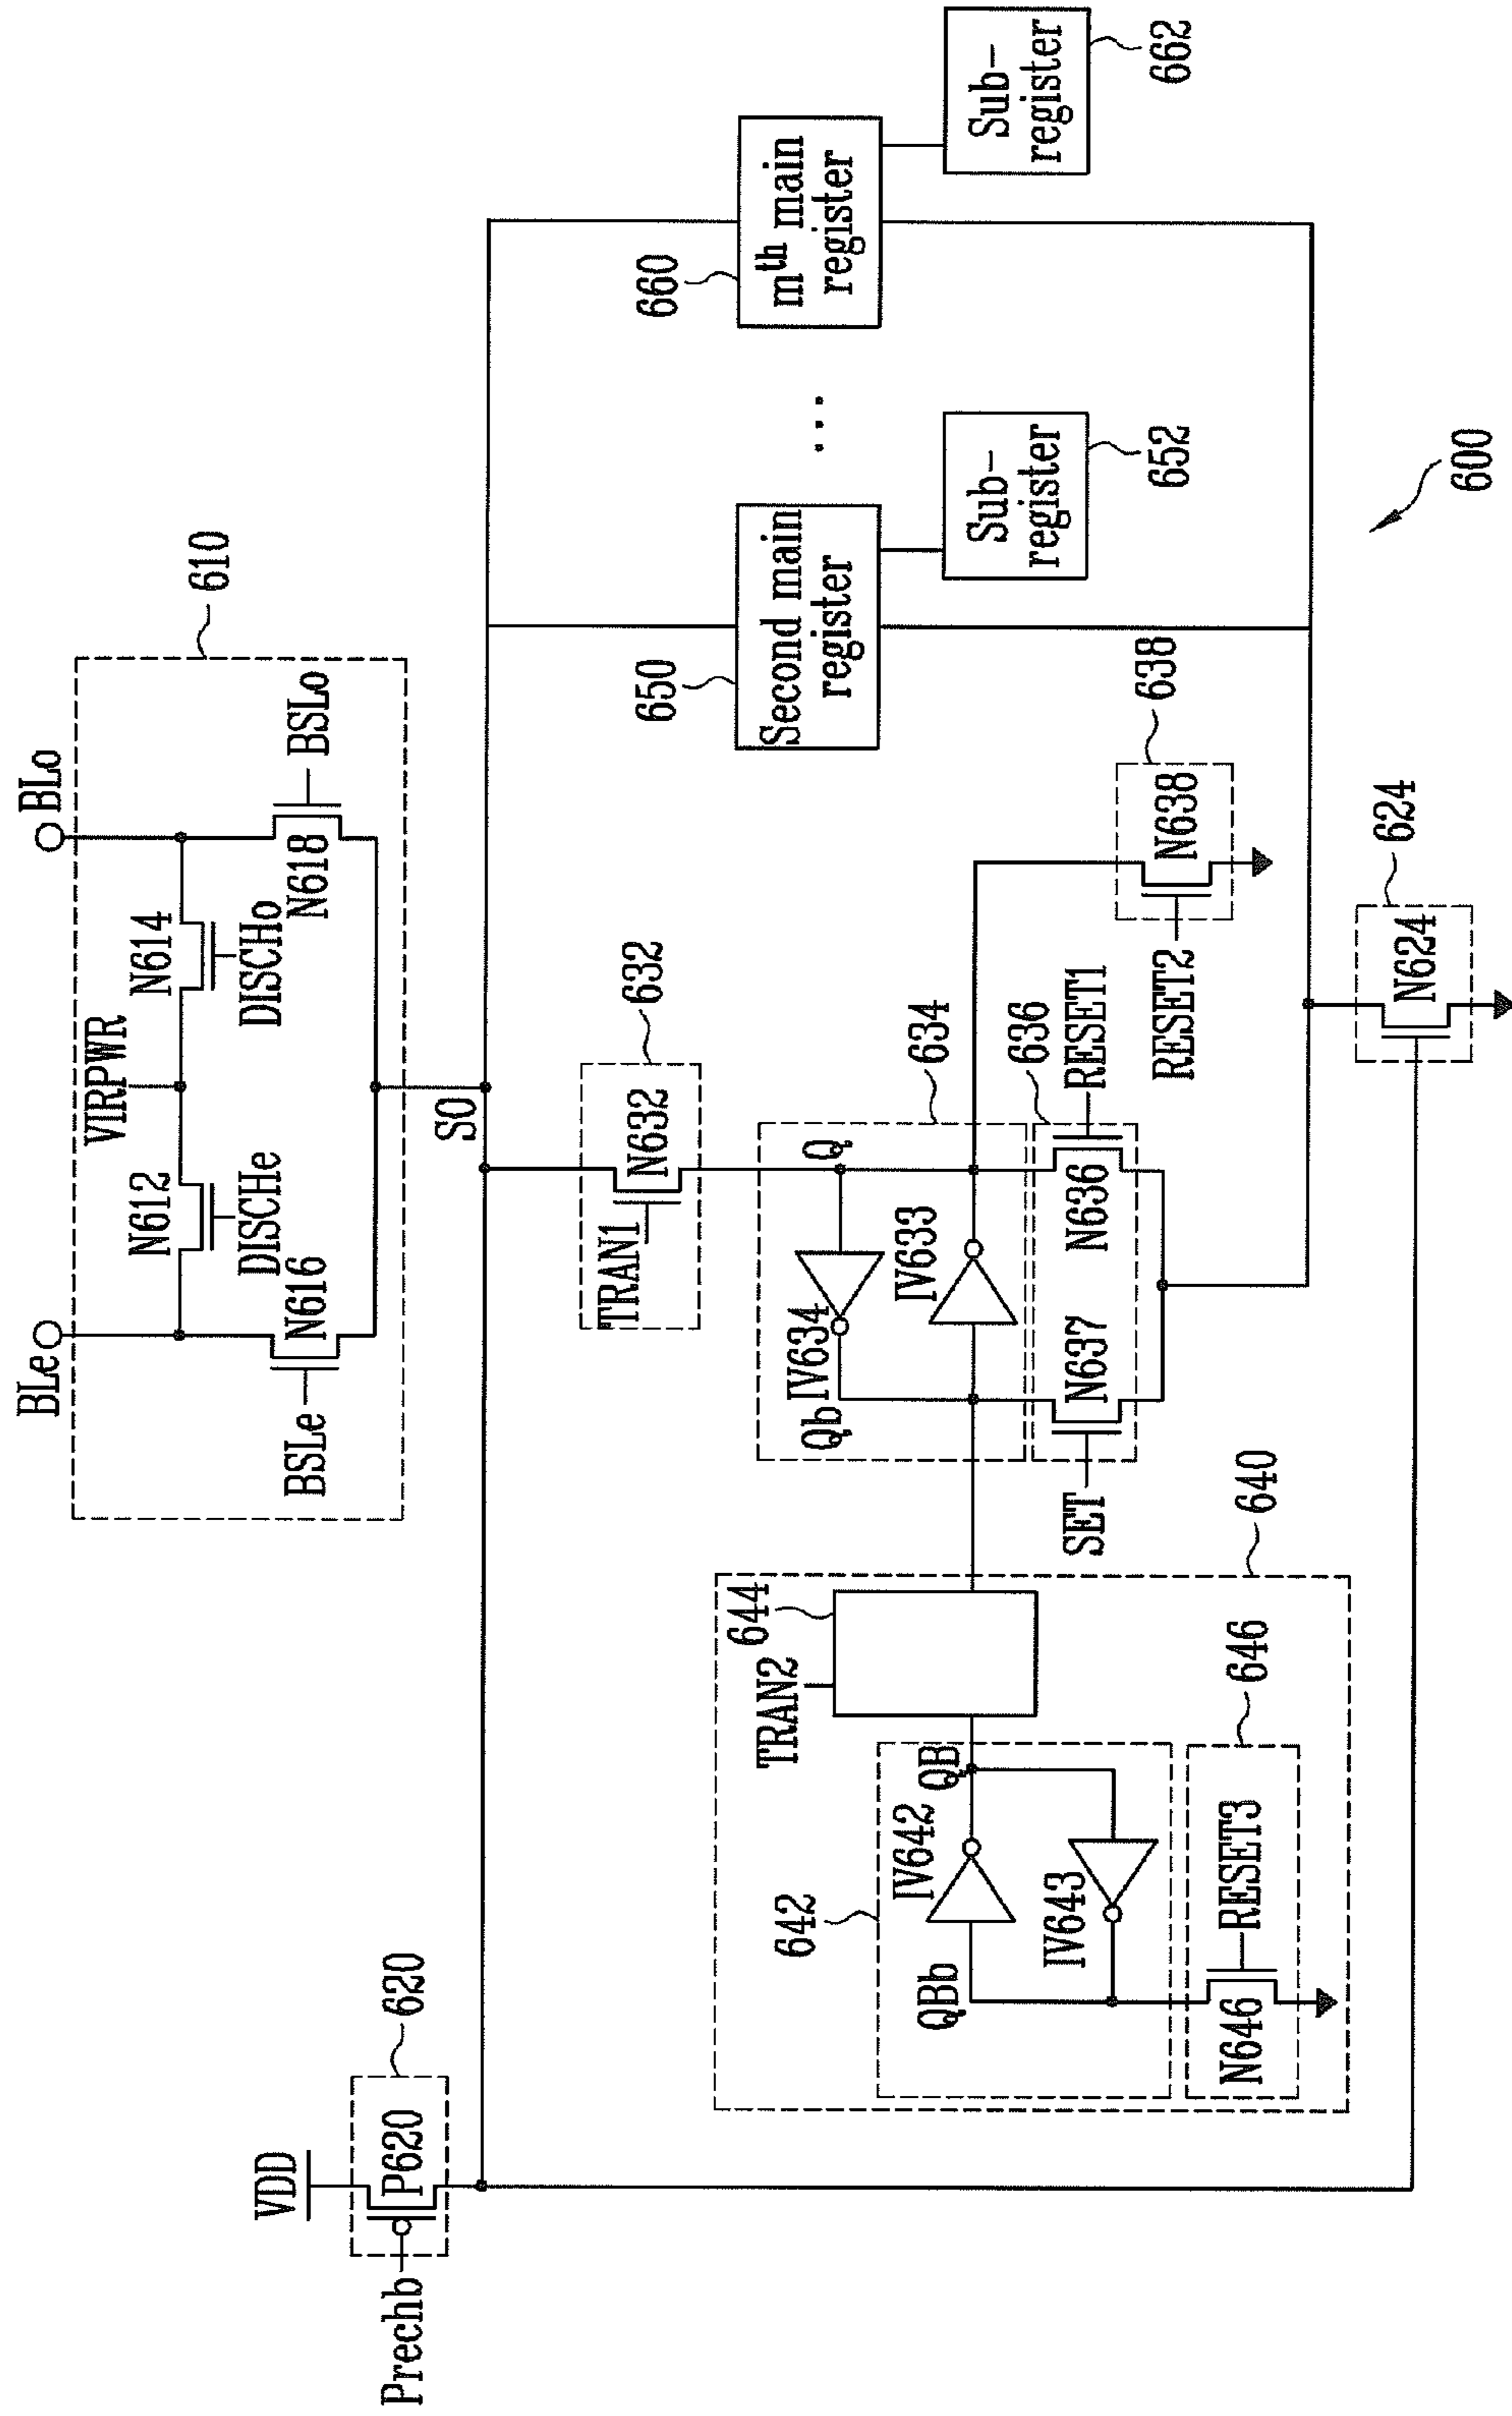 BLe
BLo
610
VIRPWR
N612
N614
DISCHe
DISCHo
BSLe
N616
N618
BSLo
VDD
620
P620
Prechb
SO
632
TRAN1
N632
660
mth main
register
Sub-
register
662
650
Second main
register
...
Sub-
register
652
634
Q
IV634
Qb
IV633
636
RESET1
N637
N636
SET
638
N638
RESET2
640
644
TRAN2
642
IV642
QB
QBb
IV643
646
RESET3
N646
624
N624
600